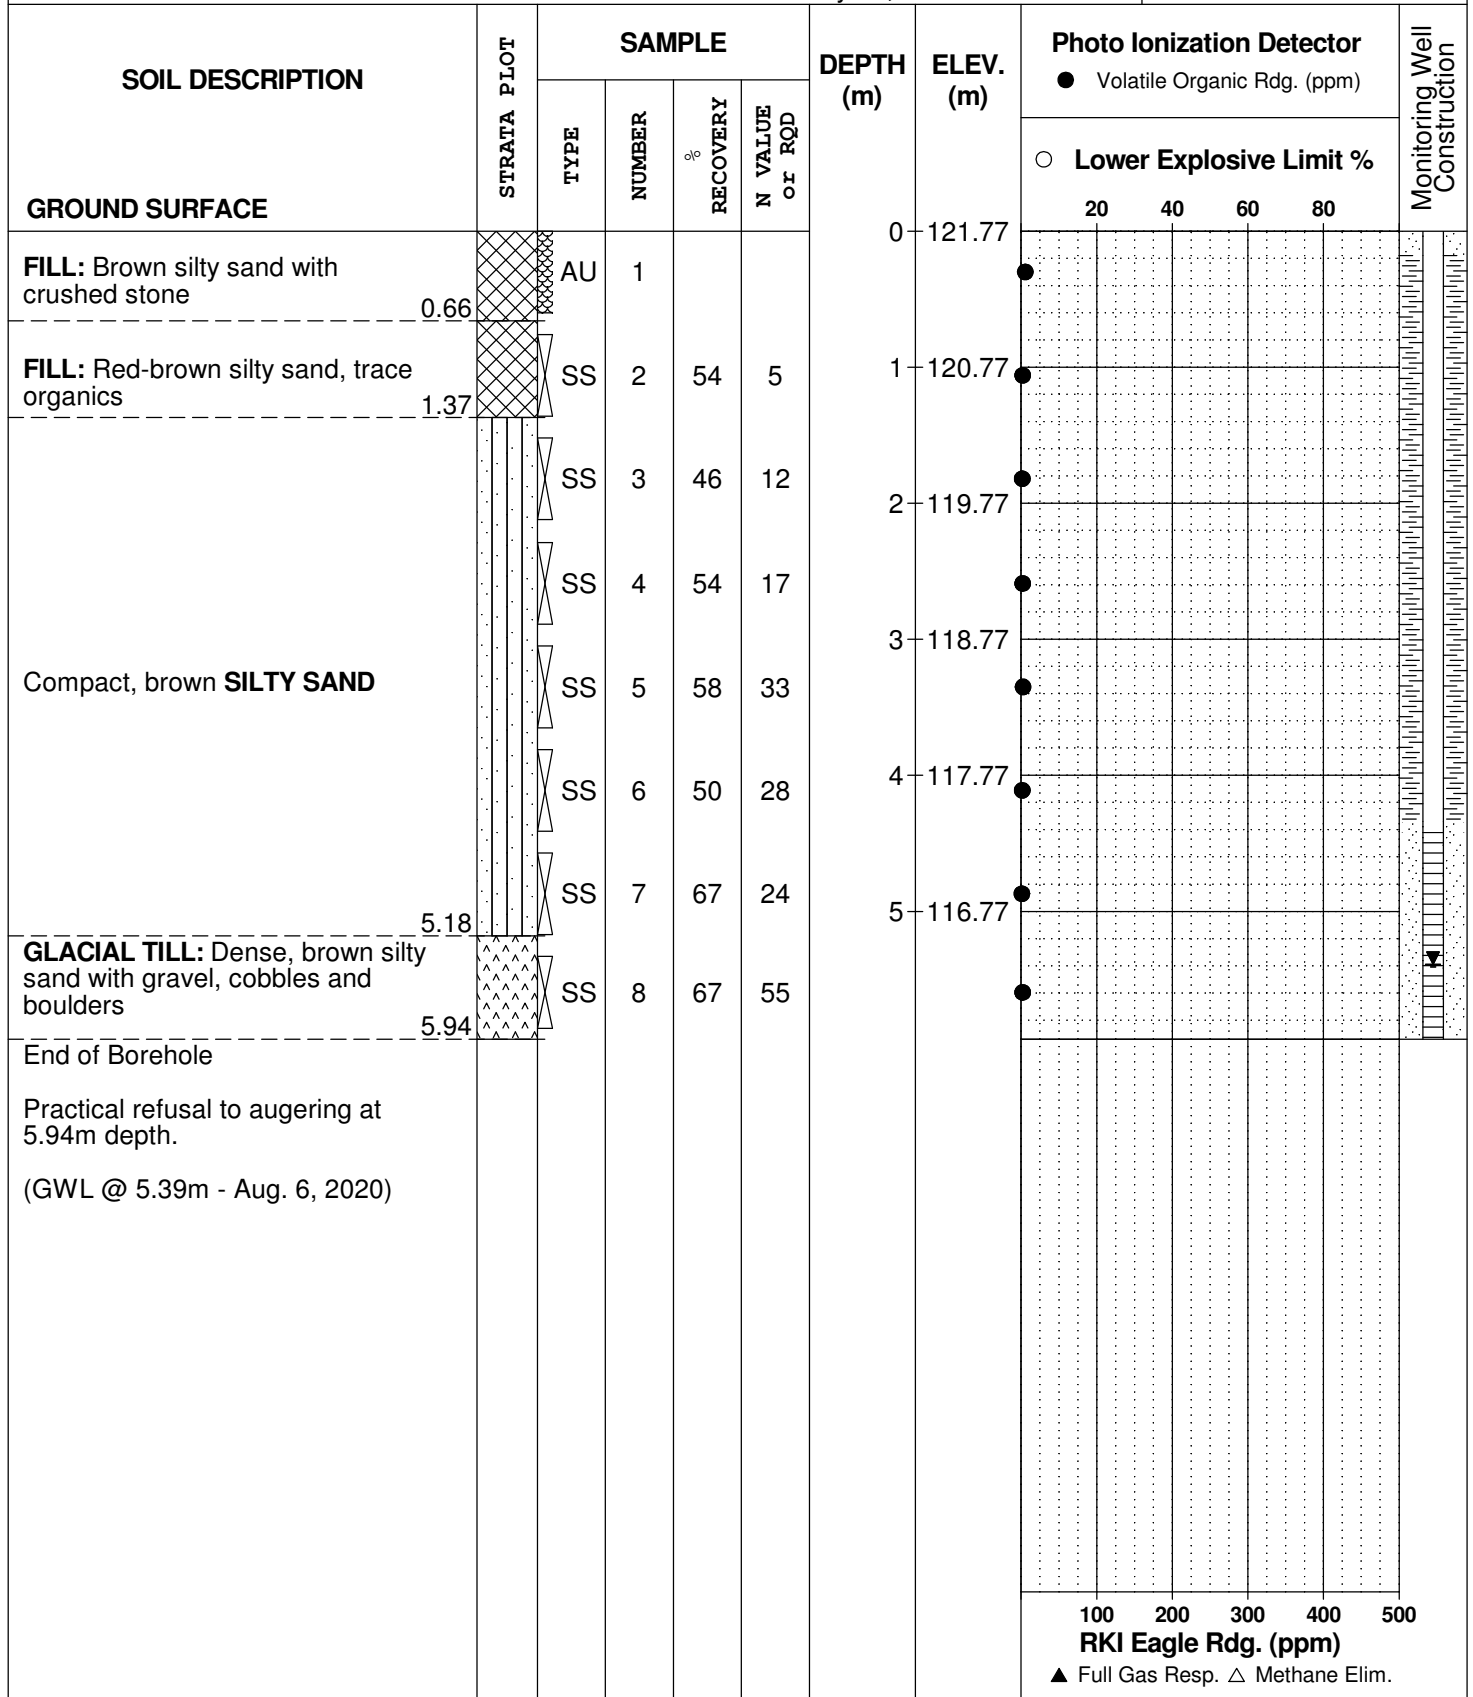 SOIL DESCRIPTION
GROUND SURFACE
STRATA PLOT
SAMPLE
TYPE
NUMBER
%
RECOVERY
N VALUE
or RQD
DEPTH
(m)
ELEV.
(m)
Photo Ionization Detector
● Volatile Organic Rdg. (ppm)
○ Lower Explosive Limit %
20 40 60 80
Monitoring Well
Construction
0 121.77
FILL: Brown silty sand with
crushed stone
0.66
AU 1
FILL: Red-brown silty sand, trace
organics
1.37
SS 2 54 5
1 120.77
SS 3 46 12
2 119.77
SS 4 54 17
3 118.77
Compact, brown SILTY SAND
SS 5 58 33
4 117.77
SS 6 50 28
SS 7 67 24
5 116.77
5.18
GLACIAL TILL: Dense, brown silty
sand with gravel, cobbles and
boulders
5.94
SS 8 67 55
End of Borehole
Practical refusal to augering at
5.94m depth.
(GWL @ 5.39m - Aug. 6, 2020)
100 200 300 400 500
RKI Eagle Rdg. (ppm)
▲ Full Gas Resp. △ Methane Elim.